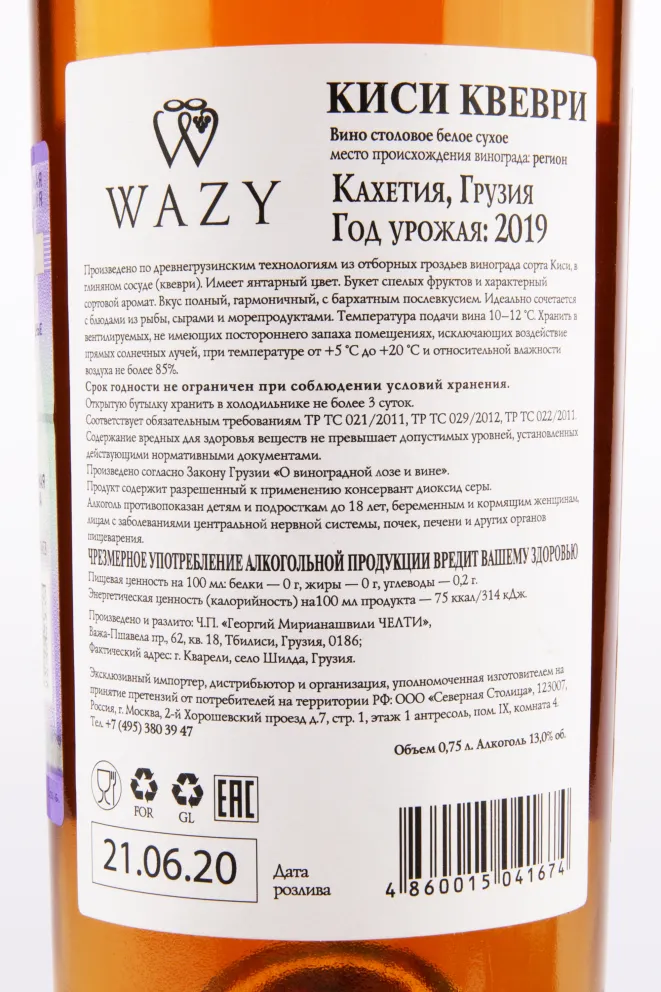 КИСИ КВЕВРИ
Вино столовое белое сухое
место происхождения винограда: регион
КАХЕТИЯ, ГРУЗИЯ
ГОД УРОЖАЯ: 2019
WAZY
Произведено по древнегрузинским технологиям из отборных гроздьев винограда сорта Киси, в
глиняном сосуде (квеври). Имеет янтарный цвет. Букет спелых фруктов и характерный
сортовой аромат. Вкус полный, гармоничный, с бархатным послевкусием. Идеально сочетается
с блюдами из рыбы, сырами и морепродуктами. Температура подачи вина 10–12 °C. Хранить в
вентилируемых, не имеющих постороннего запаха помещениях, исключающих воздействие
прямых солнечных лучей, при температуре от +5 °C до +20 °C и относительной влажности
воздуха не более 85%.
Срок годности не ограничен при соблюдении условий хранения.
Открытую бутылку хранить в холодильнике не более 3 суток.
Соответствует обязательным требованиям ТР ТС 021/2011, ТР ТС 029/2012, ТР ТС 022/2011.
Содержание вредных для здоровья веществ не превышает допустимых уровней, установленных
действующими нормативными документами.
Произведено согласно Закону Грузии «О виноградной лозе и вине».
Продукт содержит разрешенный к применению консервант диоксид серы.
Алкоголь противопоказан детям и подросткам до 18 лет, беременным и кормящим женщинам,
лицам с заболеваниями центральной нервной системы, почек, печени и других органов
пищеварения.
ЧРЕЗМЕРНОЕ УПОТРЕБЛЕНИЕ АЛКОГОЛЬНОЙ ПРОДУКЦИИ ВРЕДИТ ВАШЕМУ ЗДОРОВЬЮ
Пищевая ценность на 100 мл: белки — 0 г, жиры — 0 г, углеводы — 0,2 г.
Энергетическая ценность (калорийность) на100 мл продукта — 75 ккал/314 кДж.
Произведено и разлито: Ч.П. «Георгий Мирианашвили ЧЕЛТИ»,
Важа-Пшавела пр., 62, кв. 18, Тбилиси, Грузия, 0186;
Фактический адрес: г. Кварели, село Шилда, Грузия.
Эксклюзивный импортер, дистрибьютор и организация, уполномоченная изготовителем на
принятие претензий от потребителей на территории РФ: ООО «Северная Столица», 123007,
Россия, г. Москва, 2-й Хорошевский проезд д.7, стр. 1, этаж 1 антресоль, пом. IX, комната 4.
Тел. +7 (495) 380 39 47
Объем 0,75 л. Алкоголь 13,0% об.
FOR
GL
EAC
21.06.20
Дата
розлива
4 860015 041674